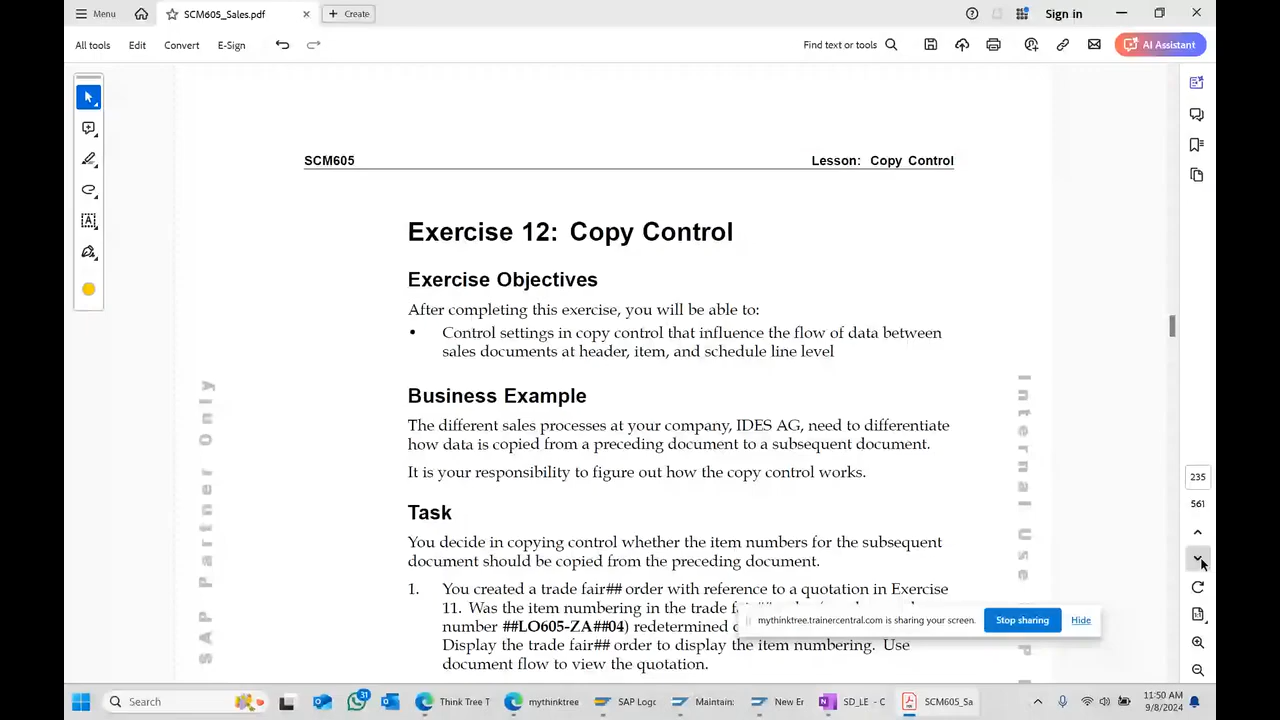 Menu
SCM605_Sales.pdf
Create
Sign in
All tools
Edit
Convert
E-Sign
Find text or tools
AI Assistant
SCM605
Lesson: Copy Control
Exercise 12: Copy Control
Exercise Objectives
After completing this exercise, you will be able to:
• Control settings in copy control that influence the flow of data between
sales documents at header, item, and schedule line level
Business Example
The different sales processes at your company, IDES AG, need to differentiate
how data is copied from a preceding document to a subsequent document.
It is your responsibility to figure out how the copy control works.
Task
You decide in copying control whether the item numbers for the subsequent
document should be copied from the preceding document.
1. You created a trade fair## order with reference to a quotation in Exercise
11. Was the item numbering in the trade
number ##LO605-ZA##04) redetermined
Display the trade fair## order to display the item numbering. Use
document flow to view the quotation.
mythinktree.trainercentral.com is sharing your screen.
Stop sharing
Hide
SAP Partner Only
Internal Use
235
561
Search
31
Think Tree T
mythinktree
SAP Logo
Maintain:
New Er
SD_LE - C
SCM605_Sa
11:50 AM
9/8/2024